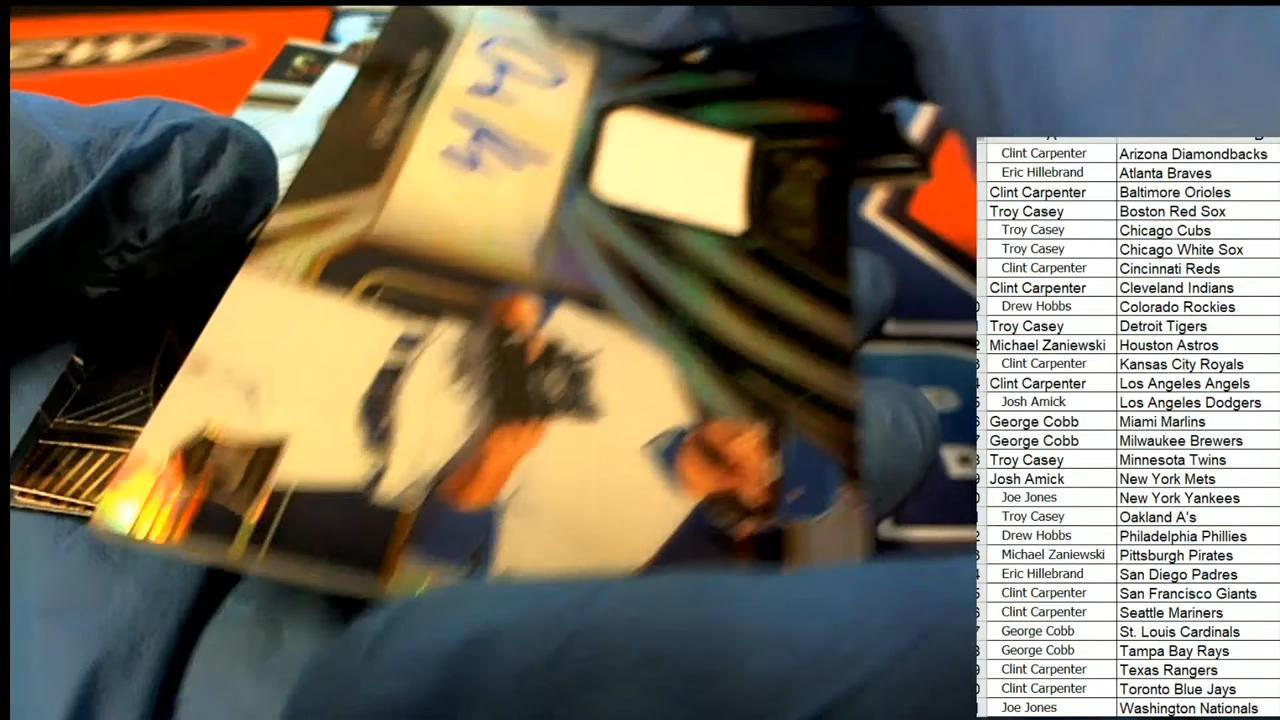 Clint Carpenter Arizona Diamondbacks
Eric Hillebrand Atlanta Braves
Clint Carpenter Baltimore Orioles
Troy Casey Boston Red Sox
Troy Casey Chicago Cubs
Troy Casey Chicago White Sox
Clint Carpenter Cincinnati Reds
Clint Carpenter Cleveland Indians
Drew Hobbs Colorado Rockies
Troy Casey Detroit Tigers
Michael Zaniewski Houston Astros
Clint Carpenter Kansas City Royals
Clint Carpenter Los Angeles Angels
Josh Amick Los Angeles Dodgers
George Cobb Miami Marlins
George Cobb Milwaukee Brewers
Troy Casey Minnesota Twins
Josh Amick New York Mets
Joe Jones New York Yankees
Troy Casey Oakland A's
Drew Hobbs Philadelphia Phillies
Michael Zaniewski Pittsburgh Pirates
Eric Hillebrand San Diego Padres
Clint Carpenter San Francisco Giants
Clint Carpenter Seattle Mariners
George Cobb St. Louis Cardinals
George Cobb Tampa Bay Rays
Clint Carpenter Texas Rangers
Clint Carpenter Toronto Blue Jays
Joe Jones Washington Nationals